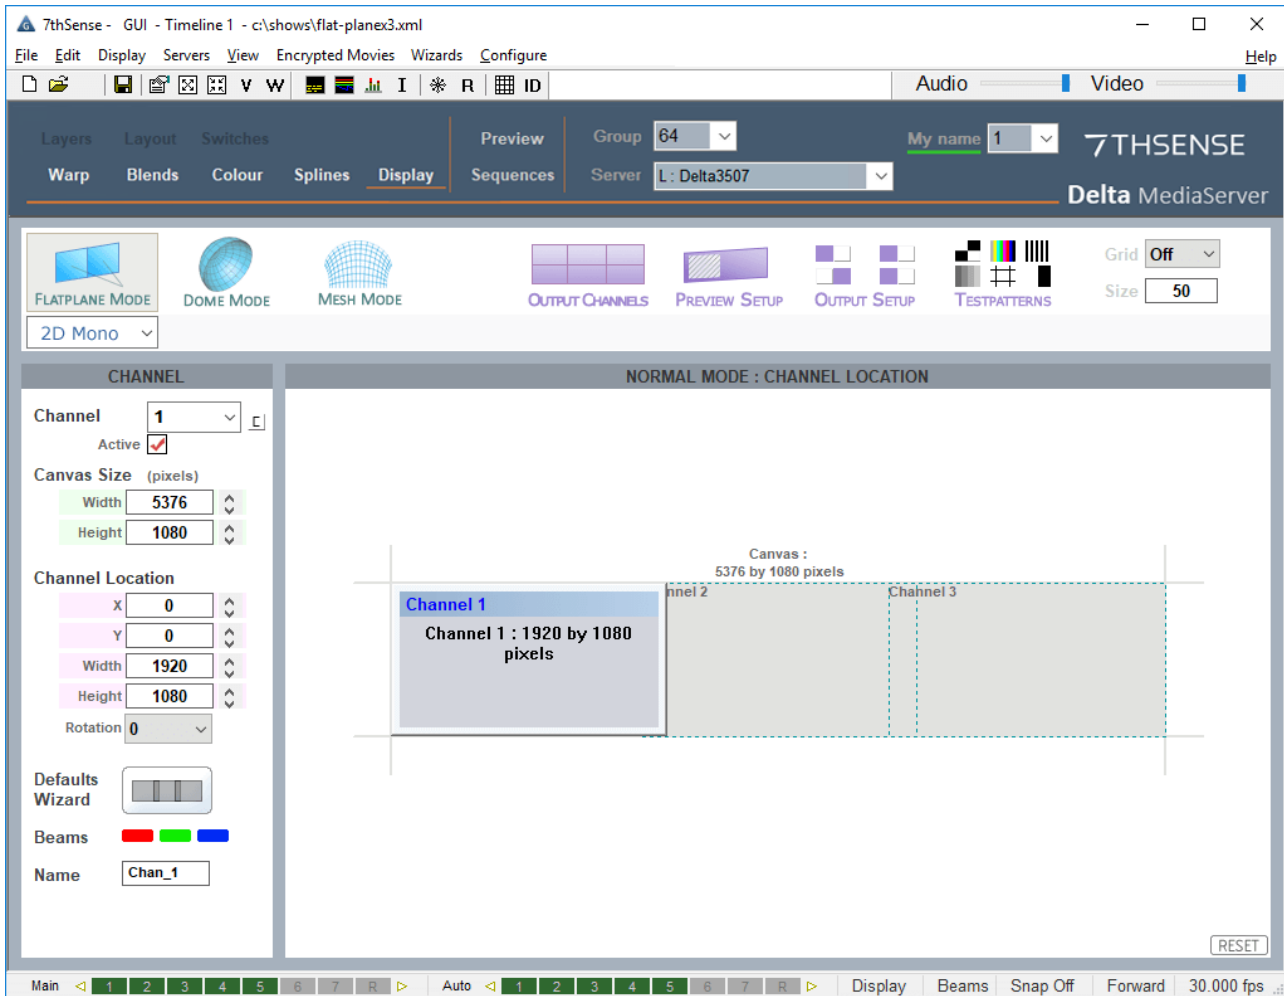 7thSense - GUI - Timeline 1 - c:\shows\flat-planex3.xml
File Edit Display Servers View Encrypted Movies Wizards Configure Help
V W I R ID Audio Video
Layers Layout Switches Preview Group 64 My name 1 7THSENSE
Warp Blends Colour Splines Display Sequences Server L : Delta3507
Delta MediaServer
Grid Off
FLATPLANE MODE DOME MODE MESH MODE OUTPUT CHANNELS PREVIEW SETUP OUTPUT SETUP TESTPATTERNS Size 50
2D Mono
CHANNEL NORMAL MODE : CHANNEL LOCATION
Channel 1
Active
Canvas Size (pixels)
Width 5376
Height 1080
Canvas :
5376 by 1080 pixels
Channel Location
X 0
Y 0
Width 1920
Height 1080
Rotation 0
Channel 1 nnel 2 Channel 3
Channel 1 : 1920 by 1080
pixels
Defaults
Wizard
Beams
Name Chan_1
RESET
Main 1 2 3 4 5 6 7 R Auto 1 2 3 4 5 6 7 R Display Beams Snap Off Forward 30.000 fps